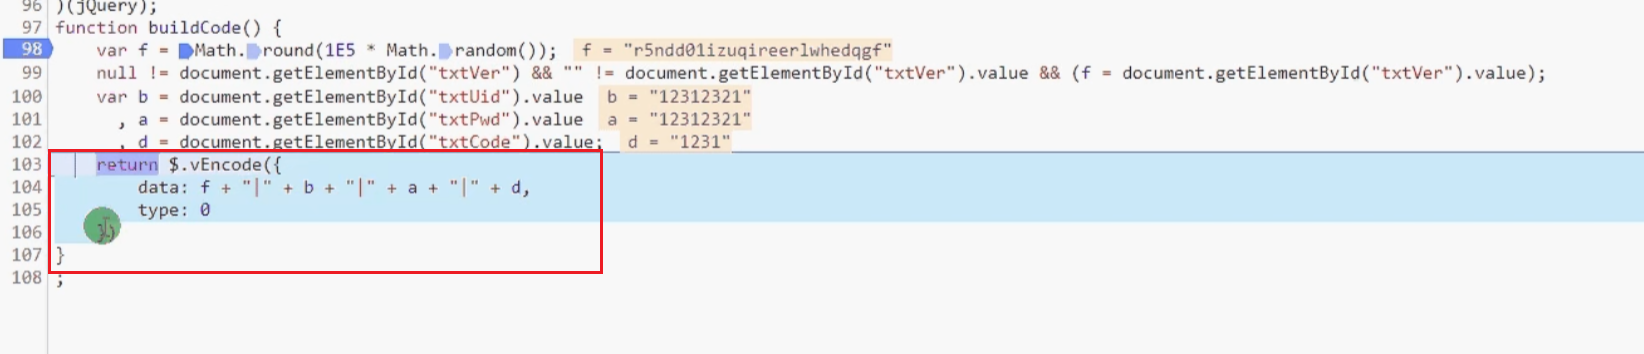 96 )(jQuery);
97 function buildCode() {
98 var f = Math.round(1E5 * Math.random()); f = "r5ndd01izuqireerlwhedqgf"
99 null != document.getElementById("txtVer") && "" != document.getElementById("txtVer").value && (f = document.getElementById("txtVer").value);
100 var b = document.getElementById("txtUid").value b = "12312321"
101 , a = document.getElementById("txtPwd").value a = "12312321"
102 , d = document.getElementById("txtCode").value; d = "1231"
103 return $.vEncode({
104 data: f + "|" + b + "|" + a + "|" + d,
105 type: 0
106 })
107 }
108 ;